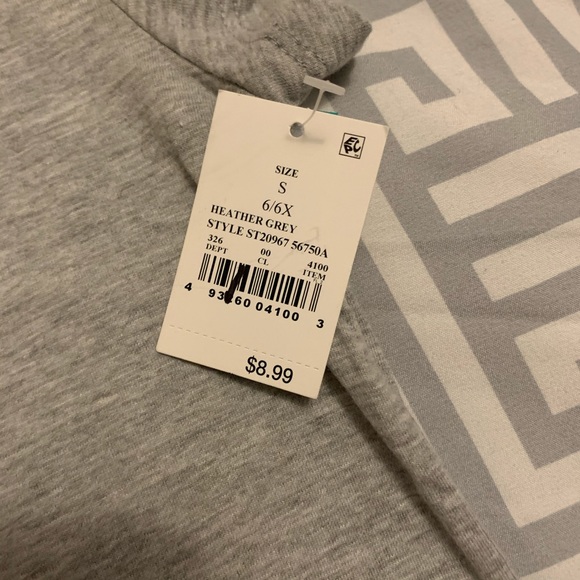 SIZE
S
6/6X
HEATHER GREY
STYLE ST20967 56750A
326 00 4100
DEPT CL ITEM
4 60 04100 3
$8.99